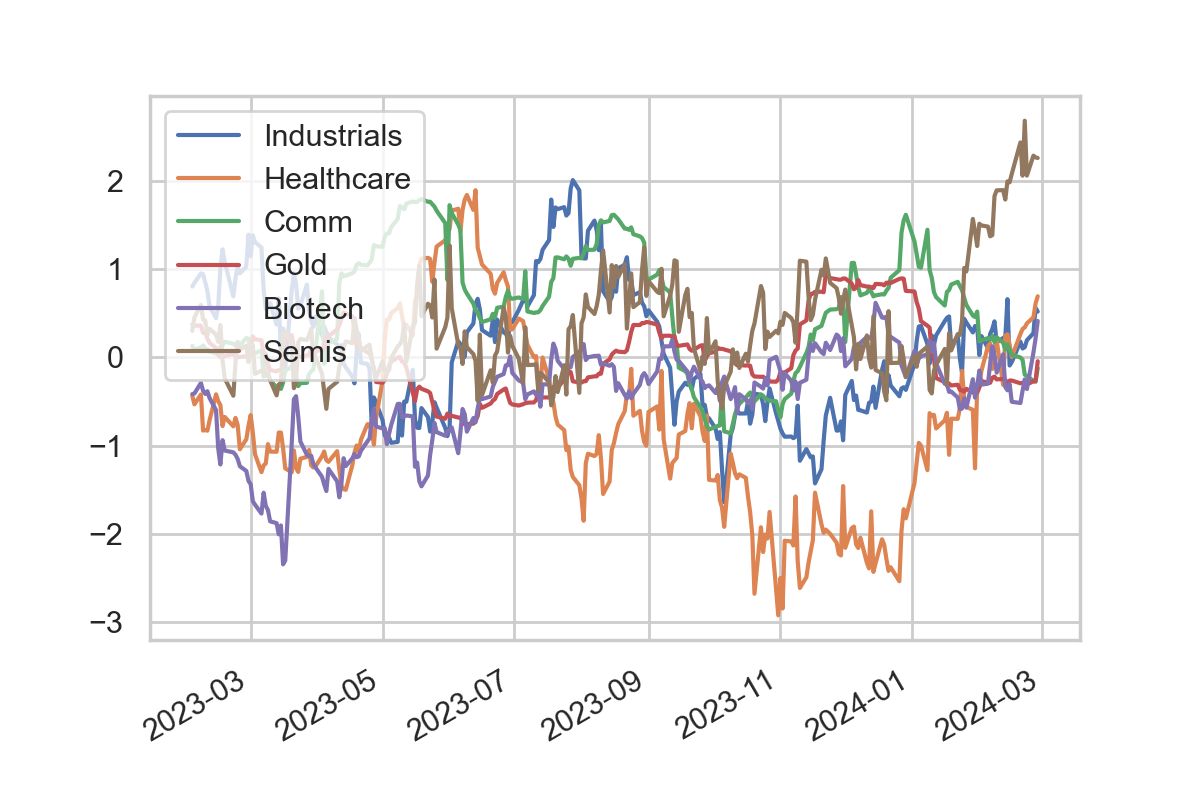 Industrials
Healthcare
Comm
Gold
Biotech
Semis
2
1
0
−1
−2
−3
2023-03
2023-05
2023-07
2023-09
2023-11
2024-01
2024-03